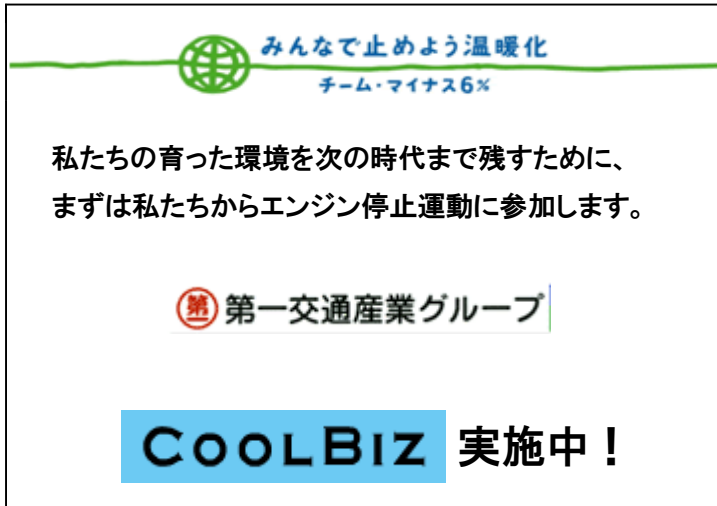 みんなで止めよう温暖化
チーム・マイナス6%
私たちの育った環境を次の時代まで残すために、
まずは私たちからエンジン停止運動に参加します。
第一 第一交通産業グループ
COOLBIZ 実施中！